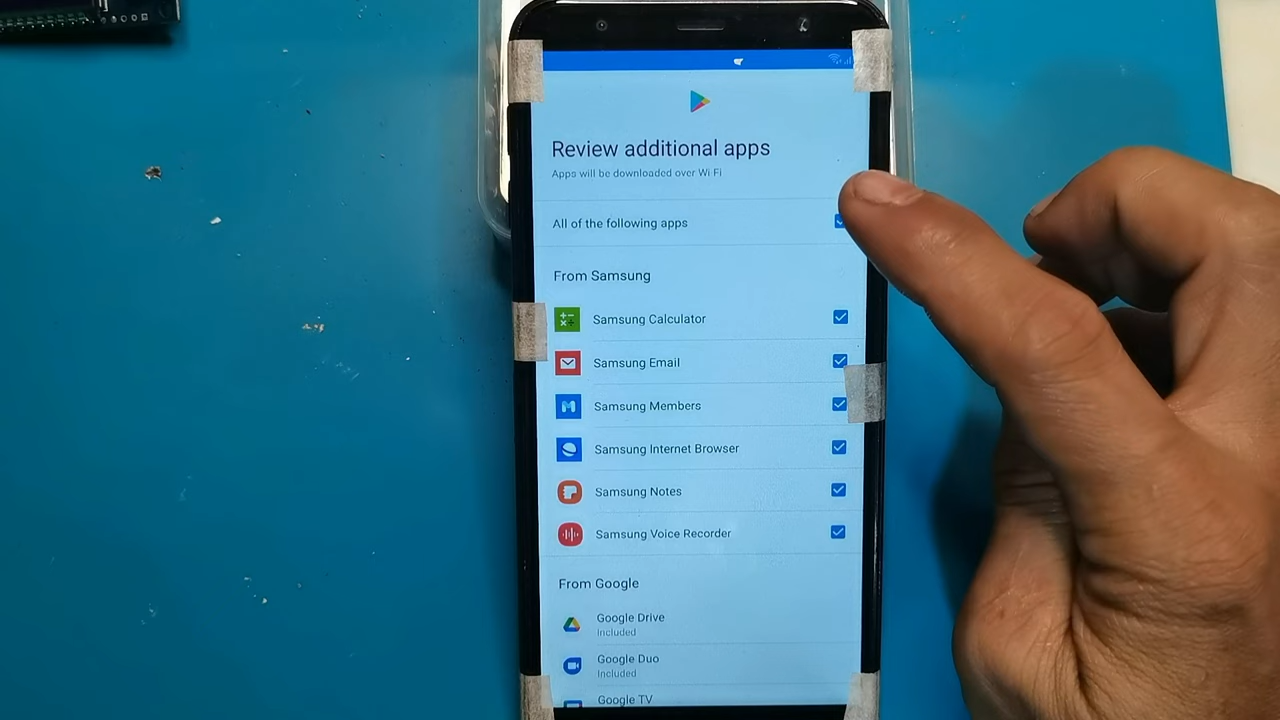 Review additional apps
Apps will be downloaded over Wi Fi
All of the following apps
From Samsung
Samsung Calculator
Samsung Email
Samsung Members
Samsung Internet Browser
Samsung Notes
Samsung Voice Recorder
From Google
Google Drive
Included
Google Duo
Included
Google TV